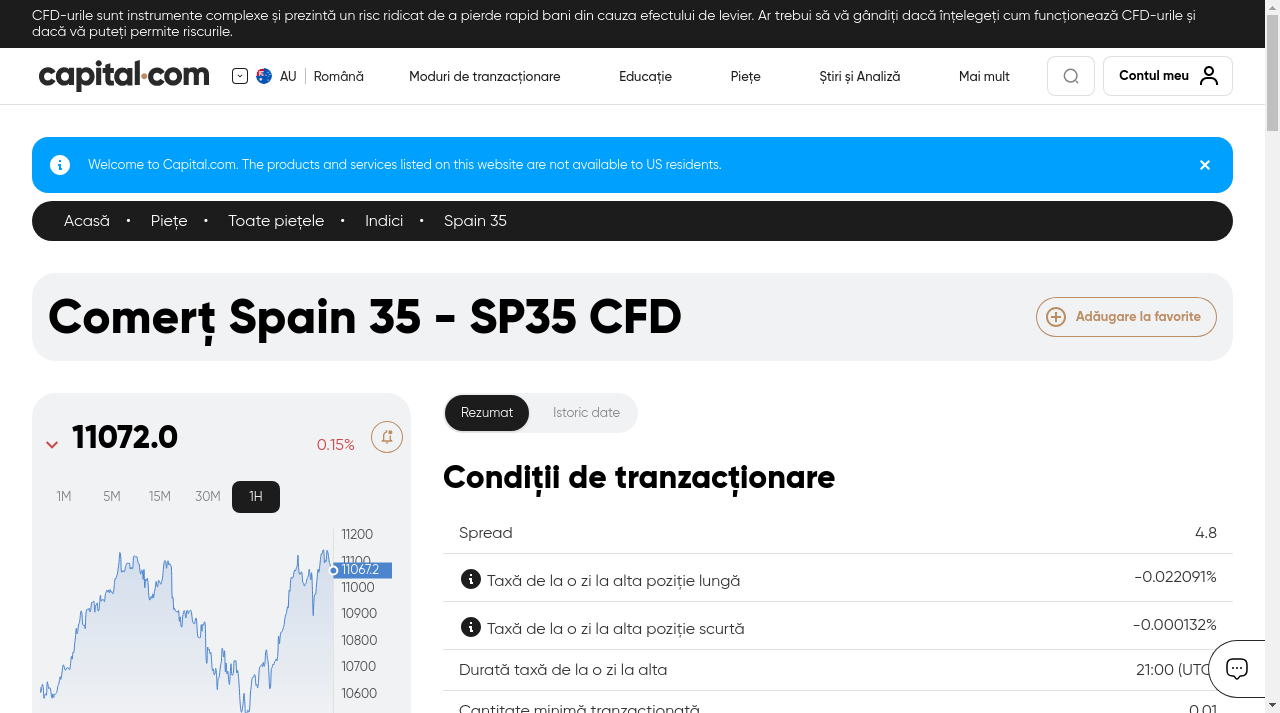 CFD-urile sunt instrumente complexe și prezintă un risc ridicat de a pierde rapid bani din cauza efectului de levier. Ar trebui să vă gândiți dacă înțelegeți cum funcționează CFD-urile și
dacă vă puteți permite riscurile.
capital.com
AU
Română
Moduri de tranzacționare
Educație
Piețe
Știri și Analiză
Mai mult
Contul meu
Welcome to Capital.com. The products and services listed on this website are not available to US residents.
Acasă • Piețe • Toate piețele • Indici • Spain 35
Comerț Spain 35 - SP35 CFD
Adăugare la favorite
11072.0
0.15%
1M 5M 15M 30M 1H
11200
11100
11067.2
11000
10900
10800
10700
10600
Rezumat
Istoric date
Condiții de tranzacționare
Spread 4.8
Taxă de la o zi la alta poziție lungă -0.022091%
Taxă de la o zi la alta poziție scurtă -0.000132%
Durată taxă de la o zi la alta 21:00 (UTC
Cantitate minimă tranzacționată 0.01